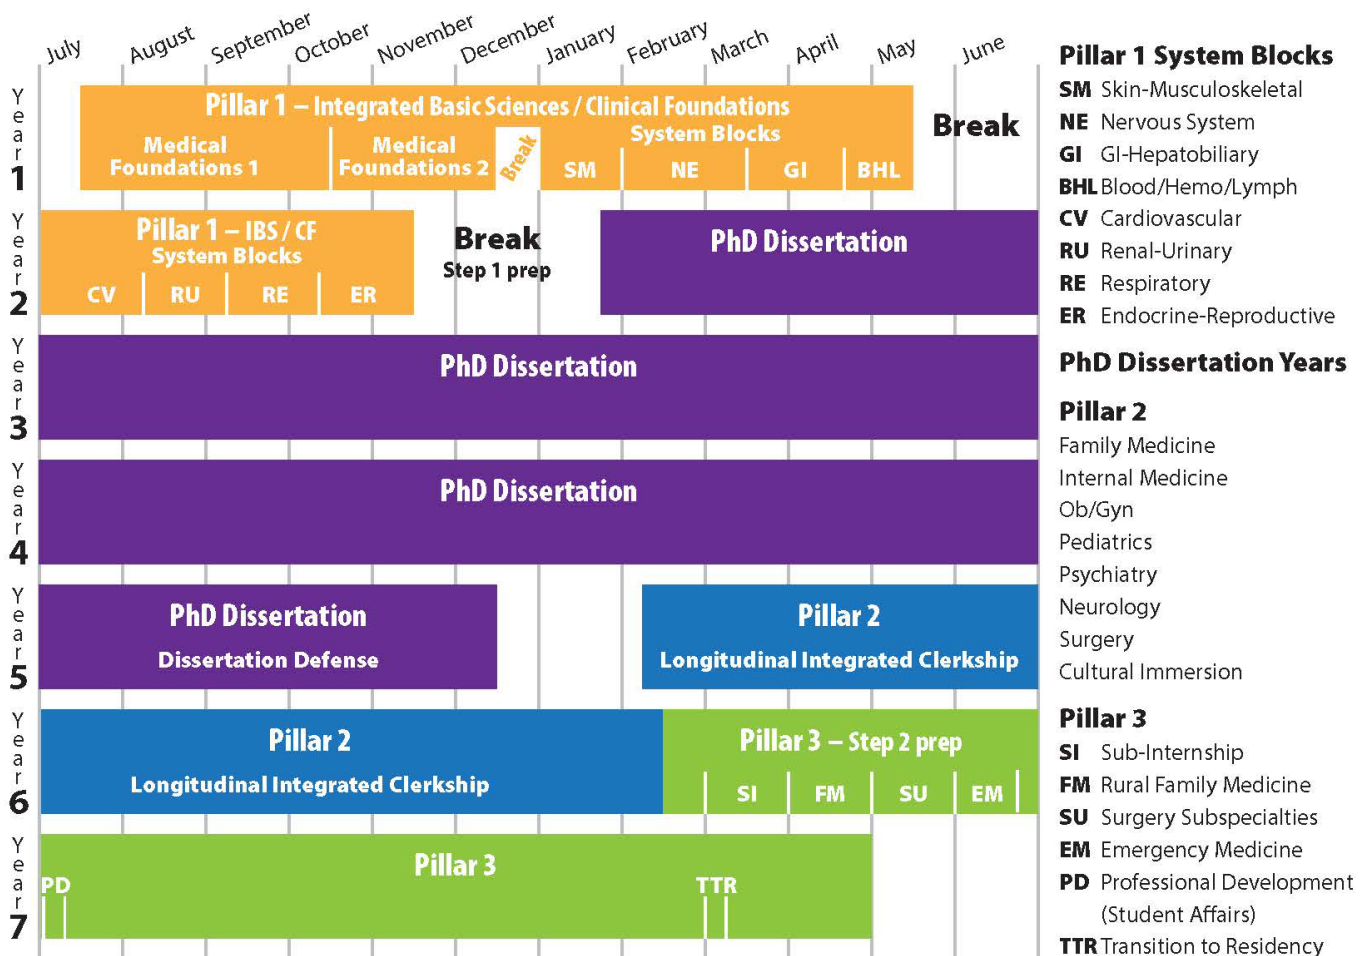 July
August
September
October
November
December
January
February
March
April
May
June
Year
1
Pillar 1 – Integrated Basic Sciences / Clinical Foundations
Medical
Foundations 1
Medical
Foundations 2
Break
System Blocks
SM
NE
GI
BHL
Break
Year
2
Pillar 1 – IBS / CF
System Blocks
CV
RU
RE
ER
Break
Step 1 prep
PhD Dissertation
Year
3
PhD Dissertation
Year
4
PhD Dissertation
Year
5
PhD Dissertation
Dissertation Defense
Pillar 2
Longitudinal Integrated Clerkship
Year
6
Pillar 2
Longitudinal Integrated Clerkship
Pillar 3 – Step 2 prep
SI
FM
SU
EM
Year
7
Pillar 3
PD
TTR
Pillar 1 System Blocks
SM Skin-Musculoskeletal
NE Nervous System
GI GI-Hepatobiliary
BHL Blood/Hemo/Lymph
CV Cardiovascular
RU Renal-Urinary
RE Respiratory
ER Endocrine-Reproductive
PhD Dissertation Years
Pillar 2
Family Medicine
Internal Medicine
Ob/Gyn
Pediatrics
Psychiatry
Neurology
Surgery
Cultural Immersion
Pillar 3
SI Sub-Internship
FM Rural Family Medicine
SU Surgery Subspecialties
EM Emergency Medicine
PD Professional Development
(Student Affairs)
TTR Transition to Residency